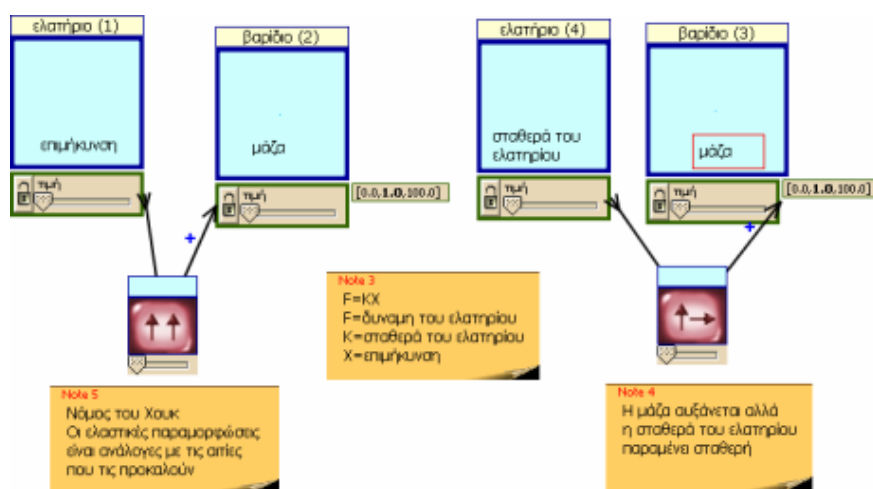 ελατήριο (1)
βαρίδιο (2)
ελατήριο (4)
βαρίδιο (3)
επιμήκυνση
μάζα
σταθερά του
ελατηρίου
μάζα
τιμή
τιμή
[0.0,1.0,100.0]
τιμή
τιμή
[0.0,1.0,100.0]
+
+
Note 3
F=KX
F=δυναμη του ελατηρίου
K=σταθερά του ελατηρίου
X=επιμήκυνση
Note 5
Νόμος του Χουκ
Οι ελαστικές παραμορφώσεις
είναι ανάλογες με τις αιτίες
που τις προκαλούν
Note 4
Η μάζα αυξάνεται αλλά
η σταθερά του ελατηρίου
παραμένει σταθερή